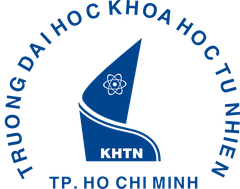 TRUONG DAI HOC KHOA HOC TU NHIEN
KHTN
TP. HO CHI MINH